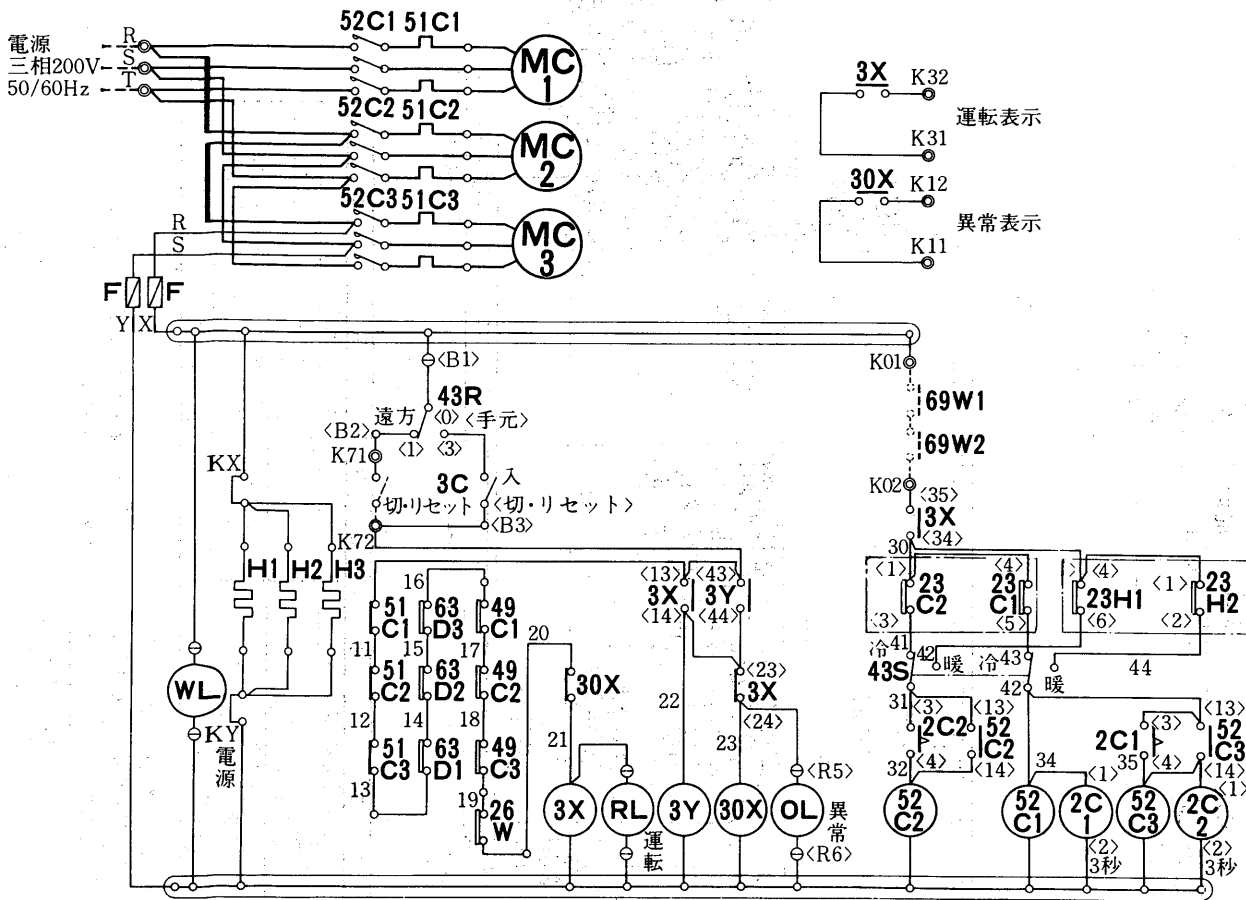 電源
三相200V
50/60Hz
R
S
T
52C1 51C1
MC
1
52C2 51C2
MC
2
52C3 51C3
MC
3
R
S
F
F
Y
X
3X
K32
運転表示
K31
30X
K12
異常表示
K11
<B1>
43R
遠方
<0>
<手元>
<B2>
<1>
<3>
K71
3C
入
切・リセット
<切・リセット>
<B3>
K72
KX
H1
H2
H3
WL
KY
電源
K01
69W1
69W2
K02
<35>
3X
<34>
30
<1>
23
C2
<3>
<4>
23
C1
<5>
<4>
23H1
<6>
<1>
23
H2
<2>
冷
41
42
暖
冷
43
暖
44
43S
42
31
<3>
2C2
<4>
<13>
52
C2
<14>
32
34
<1>
2C1
<3>
<4>
35
<13>
52
C3
<14>
<1>
52
C2
52
C1
2C
1
52
C3
2C
2
<2>
3秒
<2>
3秒
16
51
C1
63
D3
49
C1
11
15
17
51
C2
63
D2
49
C2
12
14
18
51
C3
63
D1
49
C3
13
19
26
W
20
30X
21
<13>
3X
<14>
<43>
3Y
<44>
22
<23>
3X
<24>
23
3X
RL
運転
3Y
30X
OL
異常
<R5>
<R6>